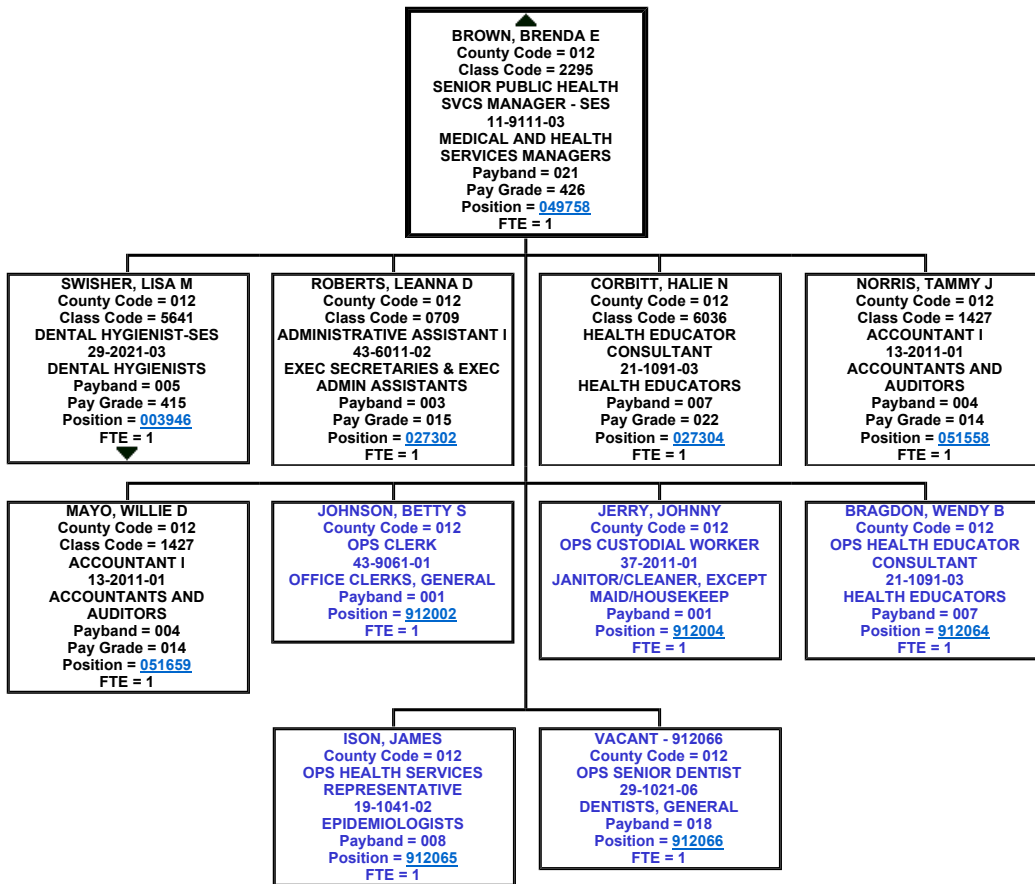 BROWN, BRENDA E
County Code = 012
Class Code = 2295
SENIOR PUBLIC HEALTH
SVCS MANAGER - SES
11-9111-03
MEDICAL AND HEALTH
SERVICES MANAGERS
Payband = 021
Pay Grade = 426
Position = 049758
FTE = 1
SWISHER, LISA M
County Code = 012
Class Code = 5641
DENTAL HYGIENIST-SES
29-2021-03
DENTAL HYGIENISTS
Payband = 005
Pay Grade = 415
Position = 003946
FTE = 1
ROBERTS, LEANNA D
County Code = 012
Class Code = 0709
ADMINISTRATIVE ASSISTANT I
43-6011-02
EXEC SECRETARIES & EXEC
ADMIN ASSISTANTS
Payband = 003
Pay Grade = 015
Position = 027302
FTE = 1
CORBITT, HALIE N
County Code = 012
Class Code = 6036
HEALTH EDUCATOR
CONSULTANT
21-1091-03
HEALTH EDUCATORS
Payband = 007
Pay Grade = 022
Position = 027304
FTE = 1
NORRIS, TAMMY J
County Code = 012
Class Code = 1427
ACCOUNTANT I
13-2011-01
ACCOUNTANTS AND
AUDITORS
Payband = 004
Pay Grade = 014
Position = 051558
FTE = 1
MAYO, WILLIE D
County Code = 012
Class Code = 1427
ACCOUNTANT I
13-2011-01
ACCOUNTANTS AND
AUDITORS
Payband = 004
Pay Grade = 014
Position = 051659
FTE = 1
JOHNSON, BETTY S
County Code = 012
OPS CLERK
43-9061-01
OFFICE CLERKS, GENERAL
Payband = 001
Position = 912002
FTE = 1
JERRY, JOHNNY
County Code = 012
OPS CUSTODIAL WORKER
37-2011-01
JANITOR/CLEANER, EXCEPT
MAID/HOUSEKEEP
Payband = 001
Position = 912004
FTE = 1
BRAGDON, WENDY B
County Code = 012
OPS HEALTH EDUCATOR
CONSULTANT
21-1091-03
HEALTH EDUCATORS
Payband = 007
Position = 912064
FTE = 1
ISON, JAMES
County Code = 012
OPS HEALTH SERVICES
REPRESENTATIVE
19-1041-02
EPIDEMIOLOGISTS
Payband = 008
Position = 912065
FTE = 1
VACANT - 912066
County Code = 012
OPS SENIOR DENTIST
29-1021-06
DENTISTS, GENERAL
Payband = 018
Position = 912066
FTE = 1